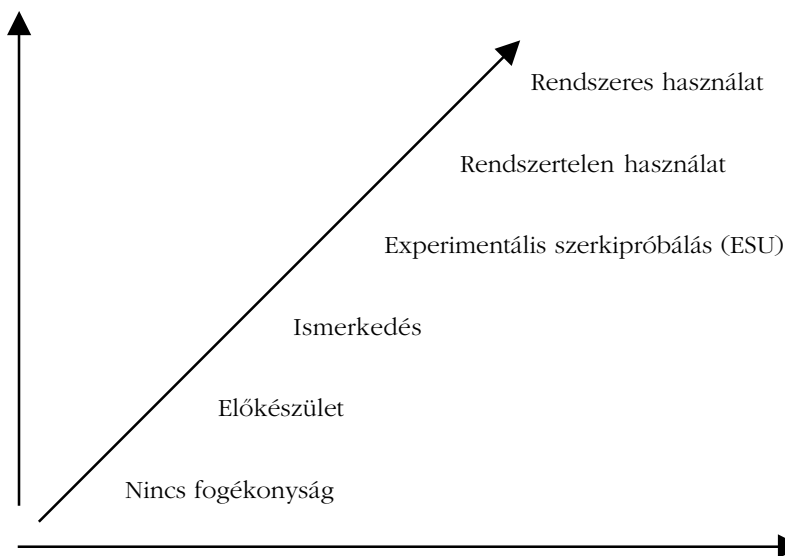 Rendszeres használat
Rendszertelen használat
Experimentális szerkipróbálás (ESU)
Ismerkedés
Előkészület
Nincs fogékonyság